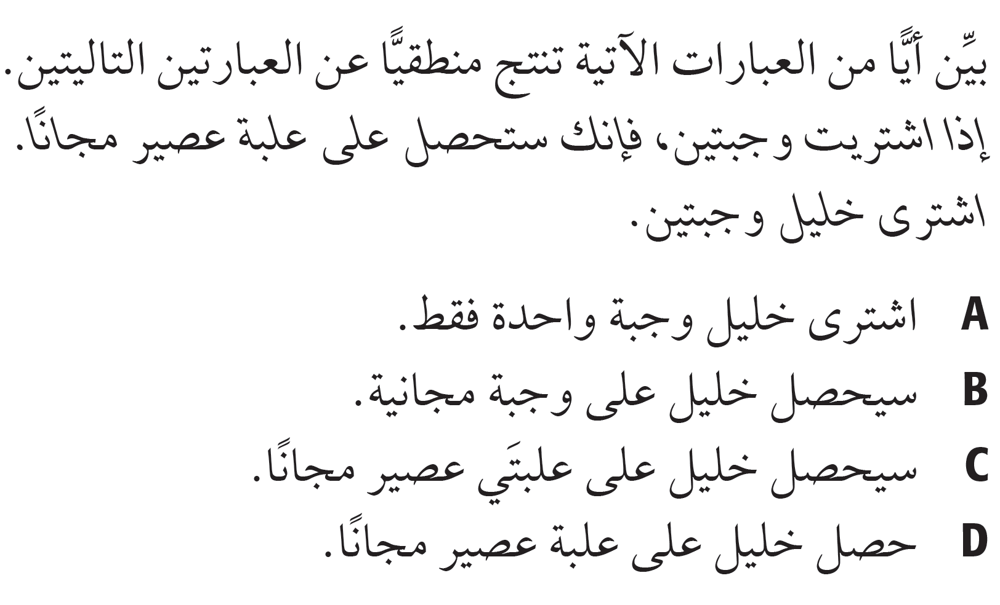 بيِّن أيًّا من العبارات الآتية تنتج منطقيًّا عن العبارتين التاليتين.
إذا اشتريت وجبتين، فإنك ستحصل على علبة عصير مجانًا.
اشترى خليل وجبتين.
A اشترى خليل وجبة واحدة فقط.
B سيحصل خليل على وجبة مجانية.
C سيحصل خليل على علبتَي عصير مجانًا.
D حصل خليل على علبة عصير مجانًا.